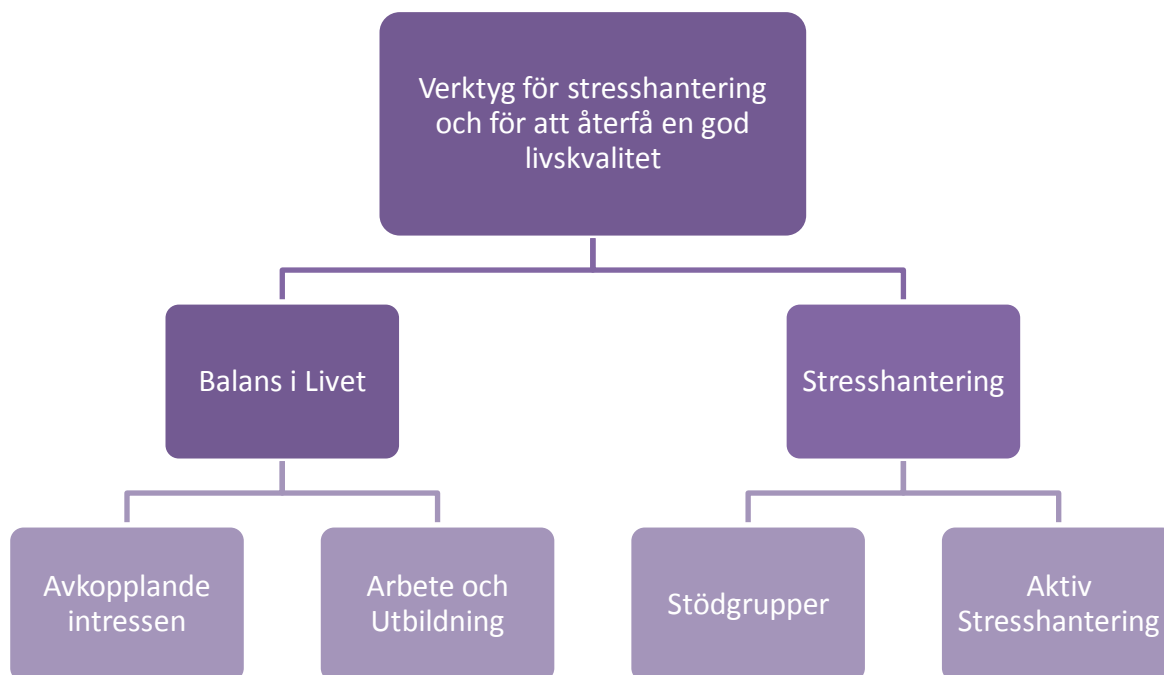 Verktyg för stresshantering
och för att återfå en god
livskvalitet
Balans i Livet
Stresshantering
Avkopplande
intressen
Arbete och
Utbildning
Stödgrupper
Aktiv
Stresshantering